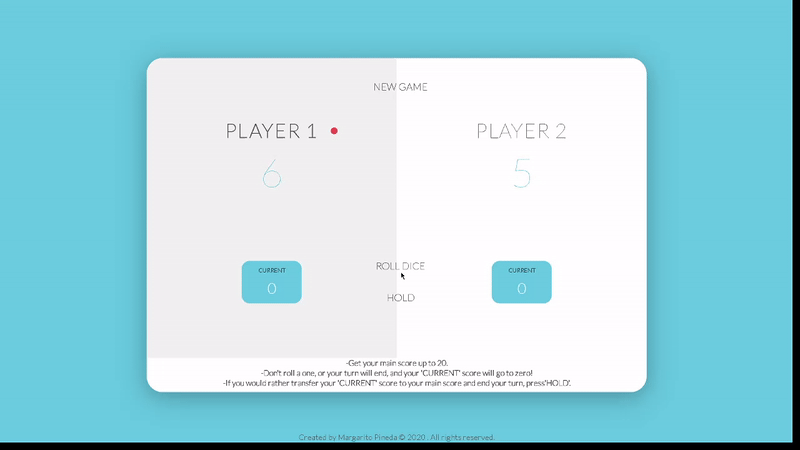 NEW GAME
PLAYER 1
PLAYER 2
6
5
CURRENT
0
ROLL DICE
HOLD
CURRENT
0
-Get your main score up to 20.
-Don't roll a one, or your turn will end, and your 'CURRENT' score will go to zero!
-If you would rather transfer your 'CURRENT' score to your main score and end your turn, press'HOLD'.
Created by Margarito Pineda © 2020. All rights reserved.